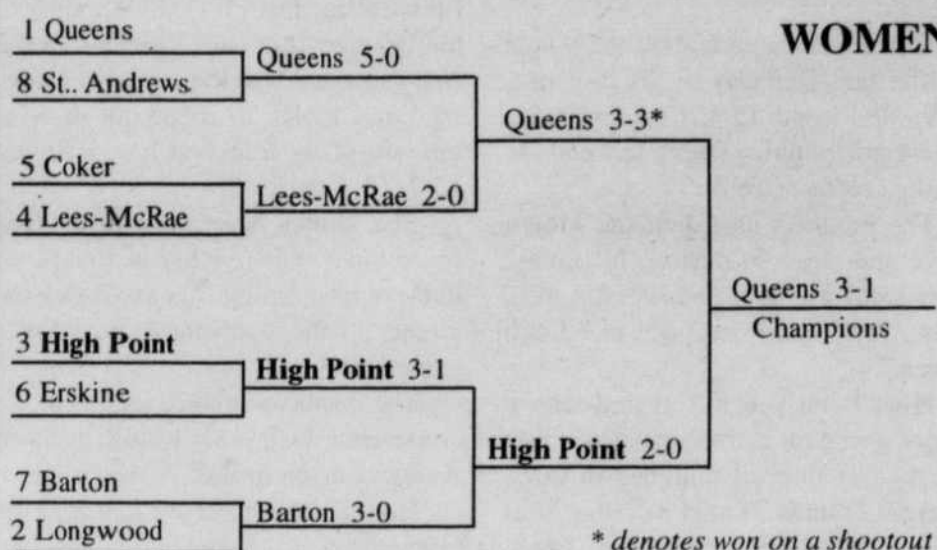 WOMEN
1 Queens
Queens 5-0
8 St.. Andrews
Queens 3-3*
5 Coker
Lees-McRae 2-0
4 Lees-McRae
Queens 3-1
Champions
3 High Point
High Point 3-1
6 Erskine
High Point 2-0
7 Barton
Barton 3-0
2 Longwood
* denotes won on a shootout